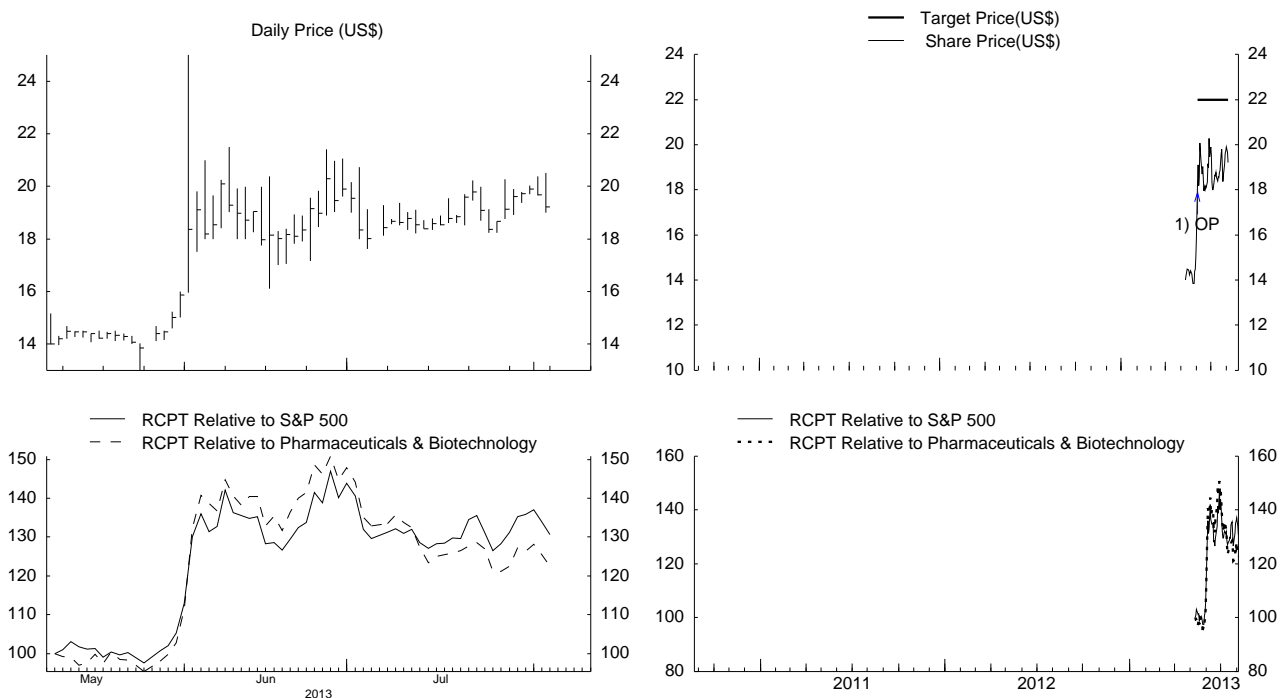 Daily Price (US$)
24 24
22 22
20 20
18 18
16 16
14 14
Target Price(US$)
Share Price(US$)
24 24
22 22
20 20
18 18
1) OP
16 16
14 14
12 12
10 10
2011 2012 2013
RCPT Relative to S&P 500
RCPT Relative to Pharmaceuticals & Biotechnology
150 150
140 140
130 130
120 120
110 110
100 100
May Jun Jul
2013
RCPT Relative to S&P 500
RCPT Relative to Pharmaceuticals & Biotechnology
160 160
140 140
120 120
100 100
80 80
2011 2012 2013